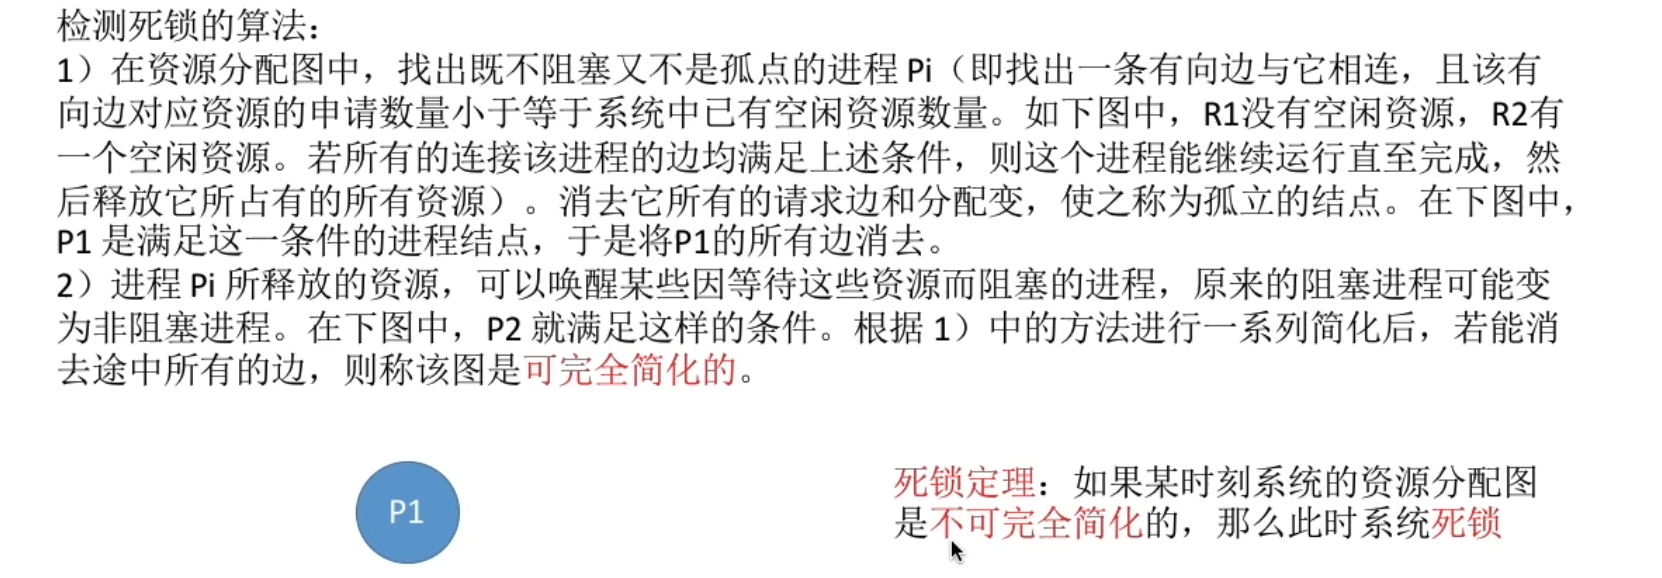 检测死锁的算法：
1）在资源分配图中，找出既不阻塞又不是孤点的进程 Pi（即找出一条有向边与它相连，且该有
向边对应资源的申请数量小于等于系统中已有空闲资源数量。如下图中，R1没有空闲资源，R2有
一个空闲资源。若所有的连接该进程的边均满足上述条件，则这个进程能继续运行直至完成，然
后释放它所占有的所有资源）。消去它所有的请求边和分配变，使之称为孤立的结点。在下图中，
P1 是满足这一条件的进程结点，于是将P1的所有边消去。
2）进程 Pi 所释放的资源，可以唤醒某些因等待这些资源而阻塞的进程，原来的阻塞进程可能变
为非阻塞进程。在下图中，P2 就满足这样的条件。根据 1）中的方法进行一系列简化后，若能消
去途中所有的边，则称该图是可完全简化的。
P1
死锁定理：如果某时刻系统的资源分配图
是不可完全简化的，那么此时系统死锁